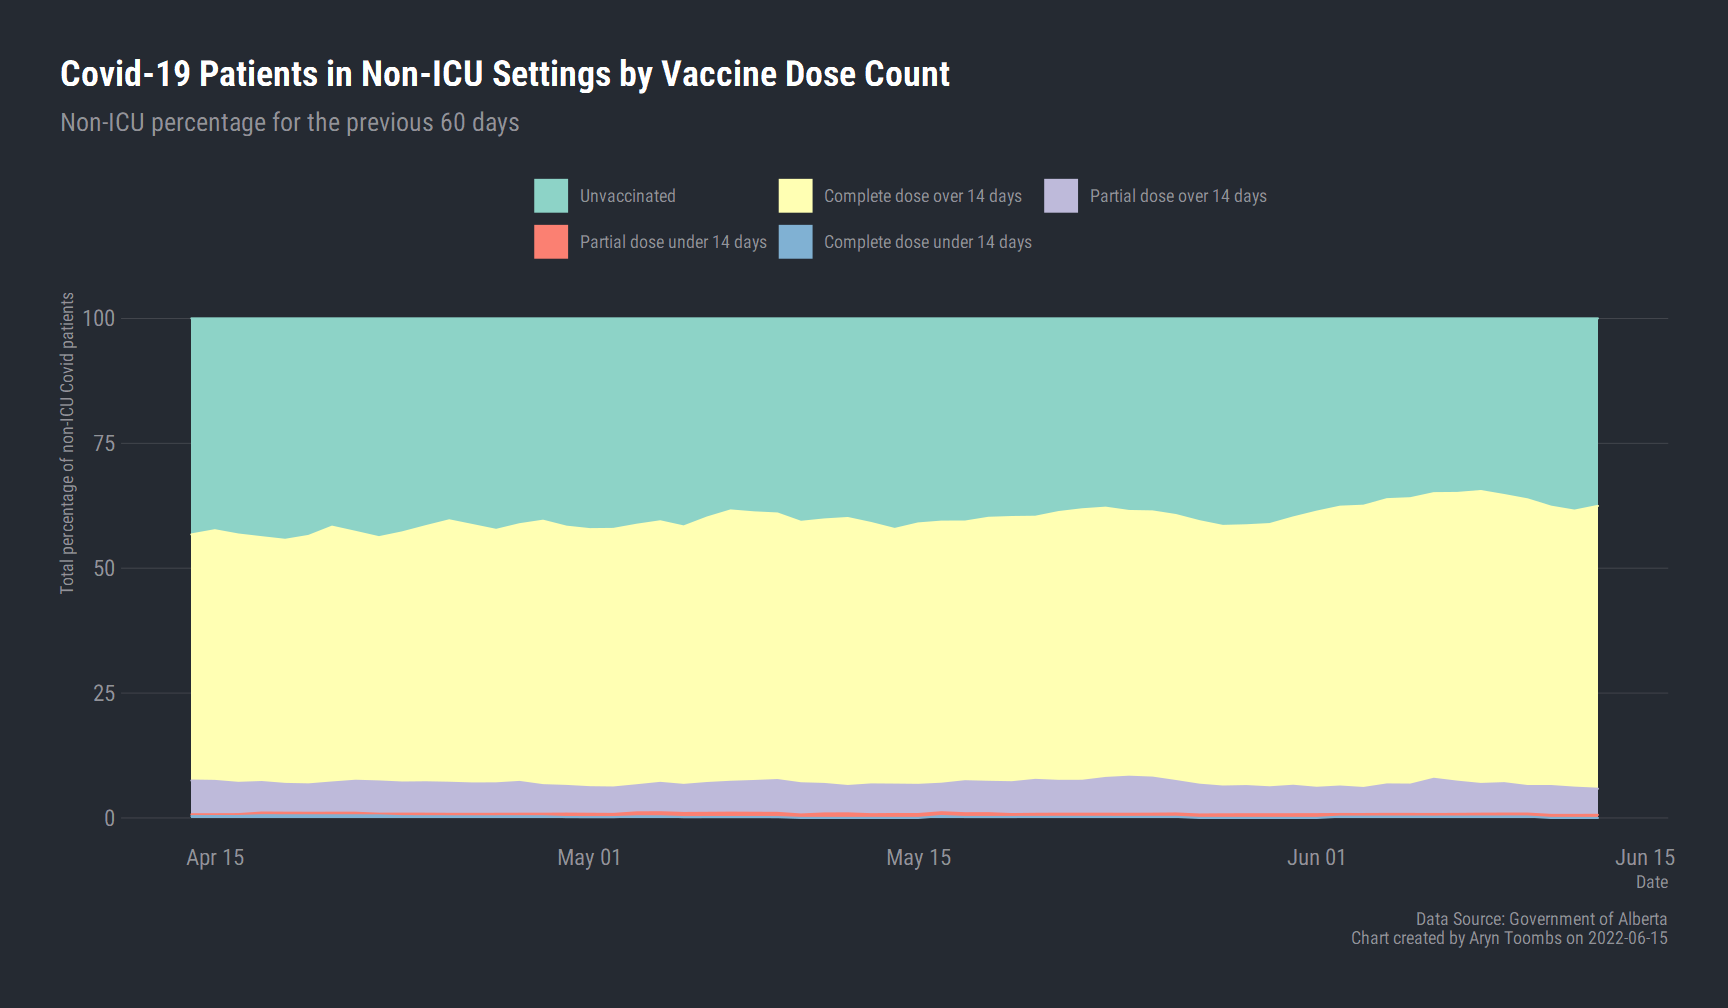 Covid-19 Patients in Non-ICU Settings by Vaccine Dose Count
Non-ICU percentage for the previous 60 days
Unvaccinated
Complete dose over 14 days
Partial dose over 14 days
Partial dose under 14 days
Complete dose under 14 days
Total percentage of non-ICU Covid patients
100
75
50
25
0
Apr 15
May 01
May 15
Jun 01
Jun 15
Date
Data Source: Government of Alberta
Chart created by Aryn Toombs on 2022-06-15